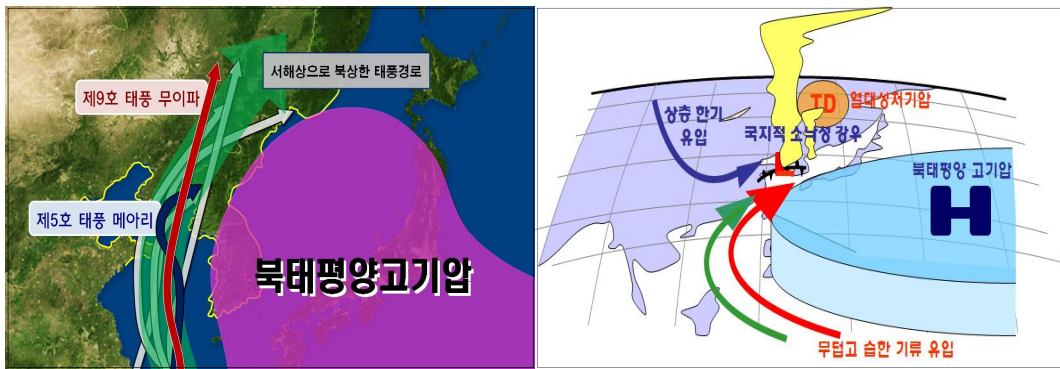 서해상으로 북상한 태풍경로
제9호 태풍 무이파
제5호 태풍 메아리
북태평양고기압
TD
열대성저기압
상층 한기
유입
국지적 소낙성 강우
북태평양 고기압
H
무덥고 습한 기류 유입